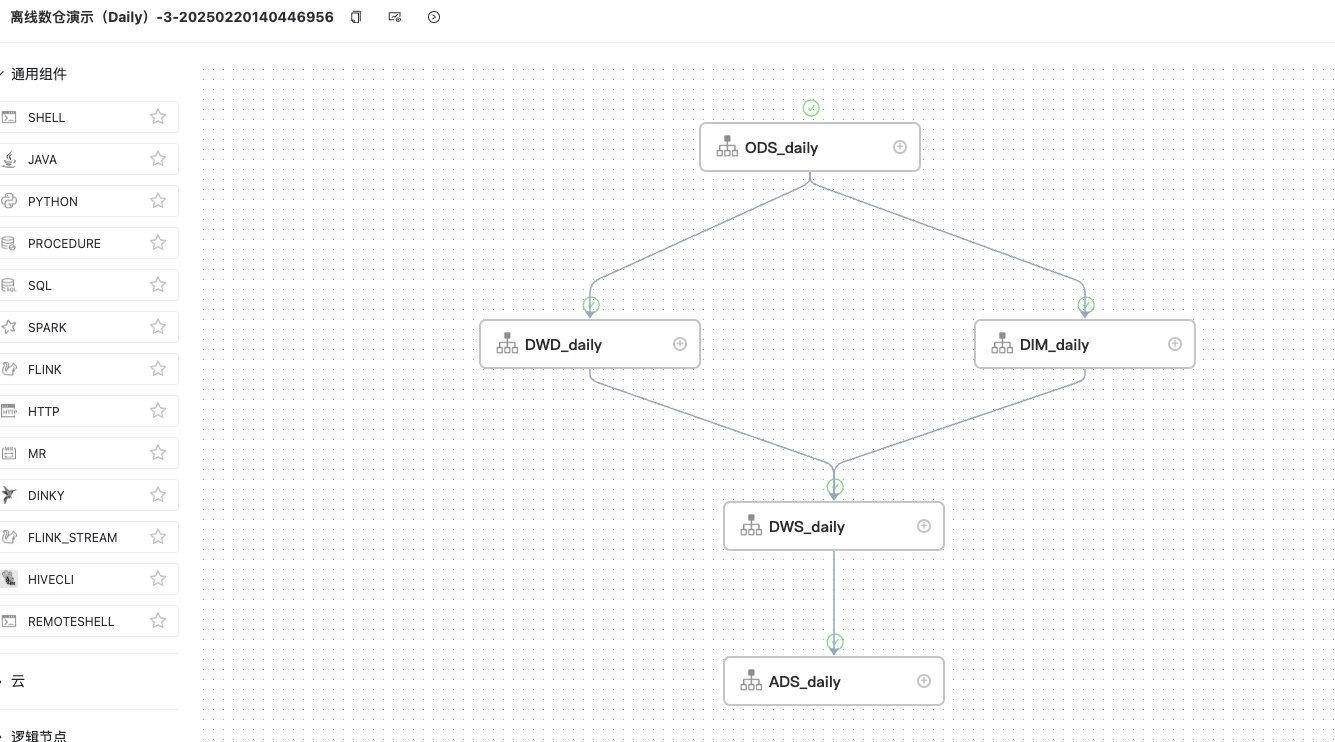 离线数仓演示（Daily）-3-20250220140446956
通用组件
SHELL
JAVA
PYTHON
PROCEDURE
SQL
SPARK
FLINK
HTTP
MR
DINKY
FLINK_STREAM
HIVECLI
REMOTESHELL
云
逻辑节点
ODS_daily
DWD_daily
DIM_daily
DWS_daily
ADS_daily